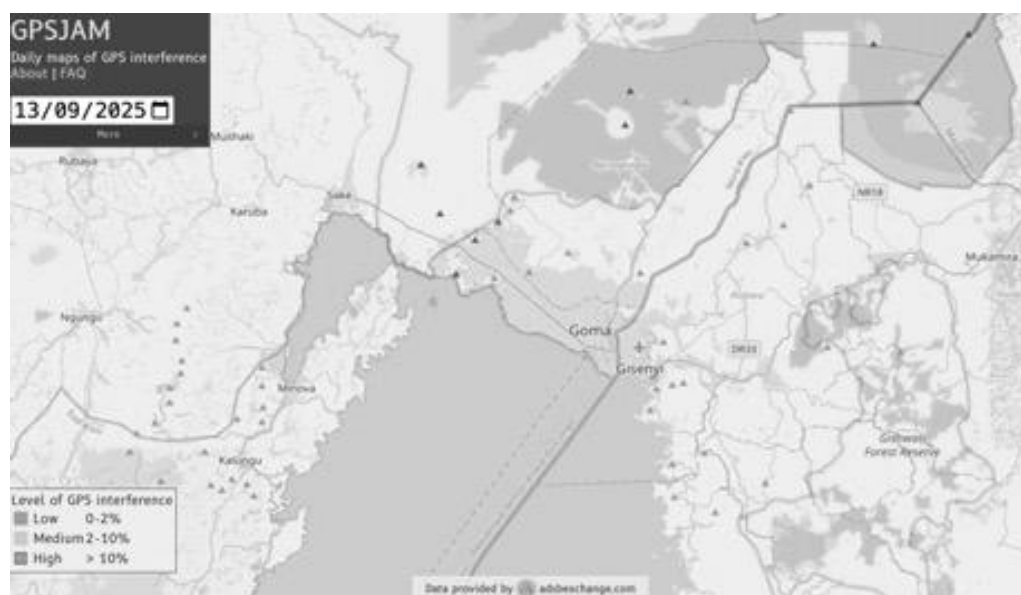 GPSJAM
Daily maps of GPS interference
About | FAQ
13/09/2025
More
Mushaki
Rubaya
Sake
Karuba
N818
Mukamira
Ngungu
Goma
Gisenyi
Minova
Gishwati
Forest Reserve
Kalungu
Level of GPS interference
Low 0-2%
Medium 2-10%
High > 10%
Data provided by adsbexchange.com